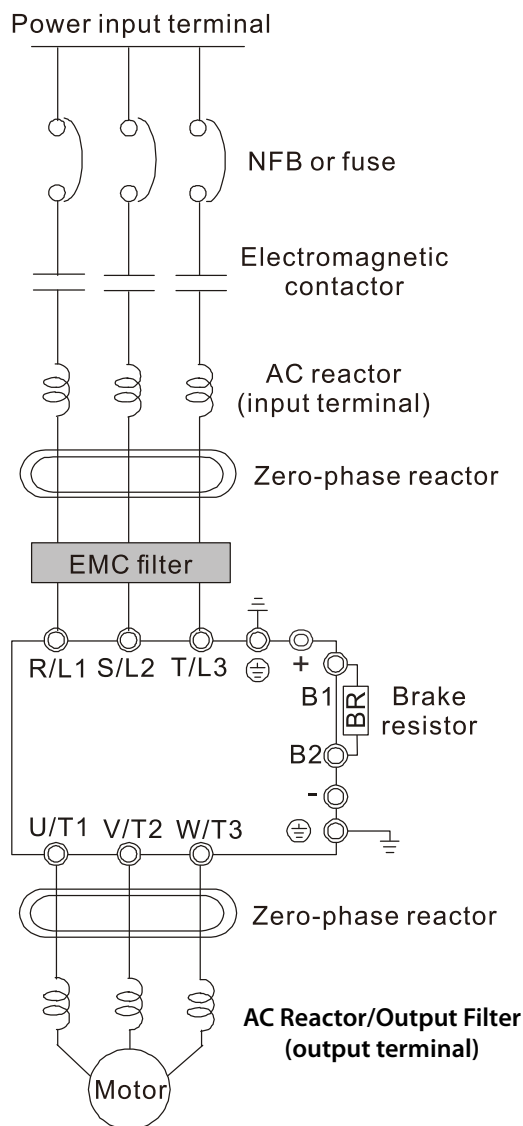 Power input terminal
NFB or fuse
Electromagnetic
contactor
AC reactor
(input terminal)
Zero-phase reactor
EMC filter
R/L1 S/L2 T/L3 +
B1
BR
Brake
resistor
B2
-
U/T1 V/T2 W/T3
Zero-phase reactor
AC Reactor/Output Filter
(output terminal)
Motor